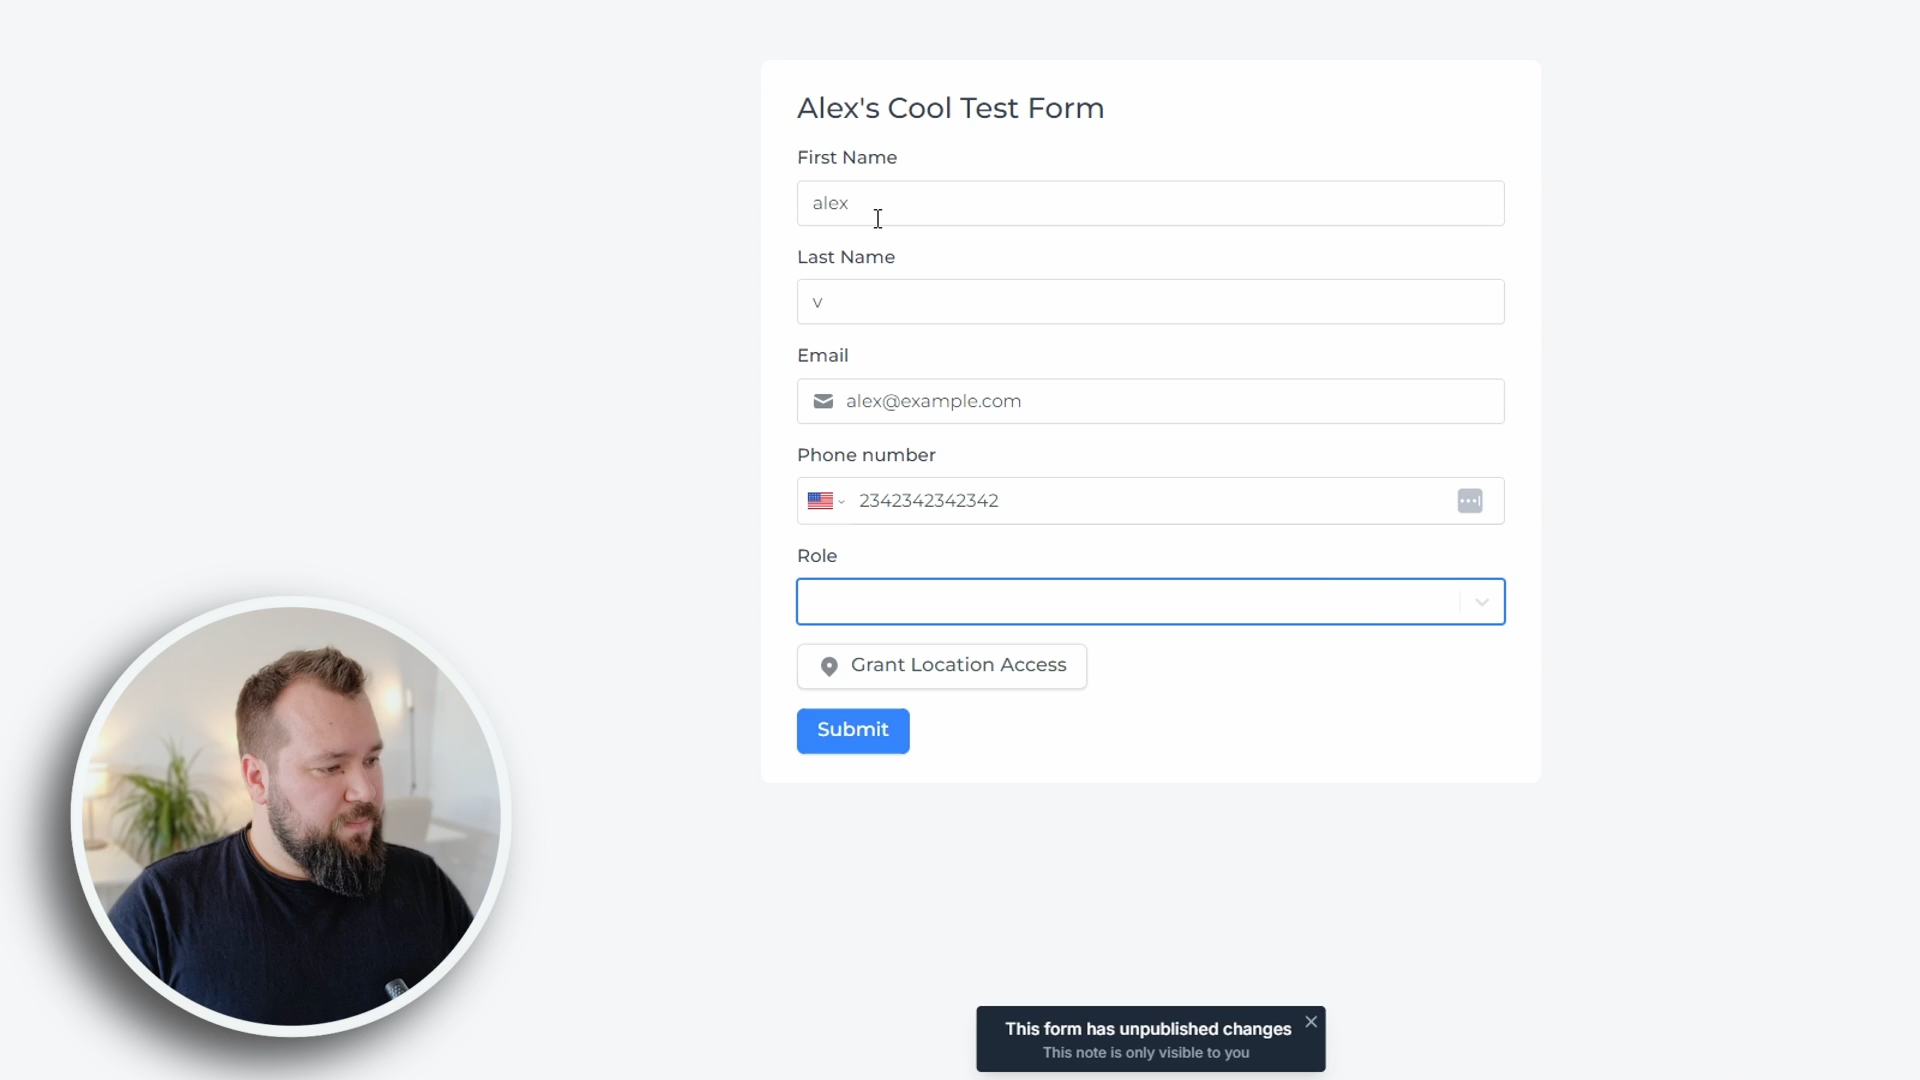 Alex's Cool Test Form
First Name
alex
Last Name
v
Email
alex@example.com
Phone number
2342342342342
Role
Grant Location Access
Submit
This form has unpublished changes
This note is only visible to you